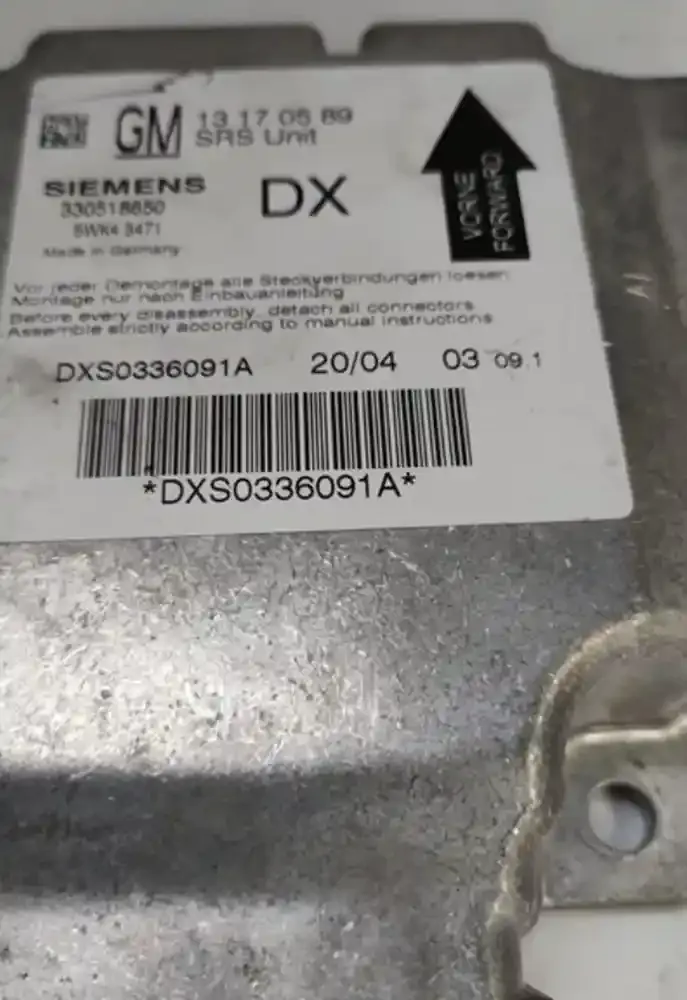 GM 13 17 05 89
SRS Unit
SIEMENS
330518650
5WK4 3471
DX
Made in Germany
VORNE
FORWARD
Vor jeder Demontage alle Steckverbindungen loesen
Montage nur nach Einbauanleitung
Before every disassembly, detach all connectors
Assemble strictly according to manual instructions
DXS0336091A 20/04 03 09.1
*DXS0336091A*